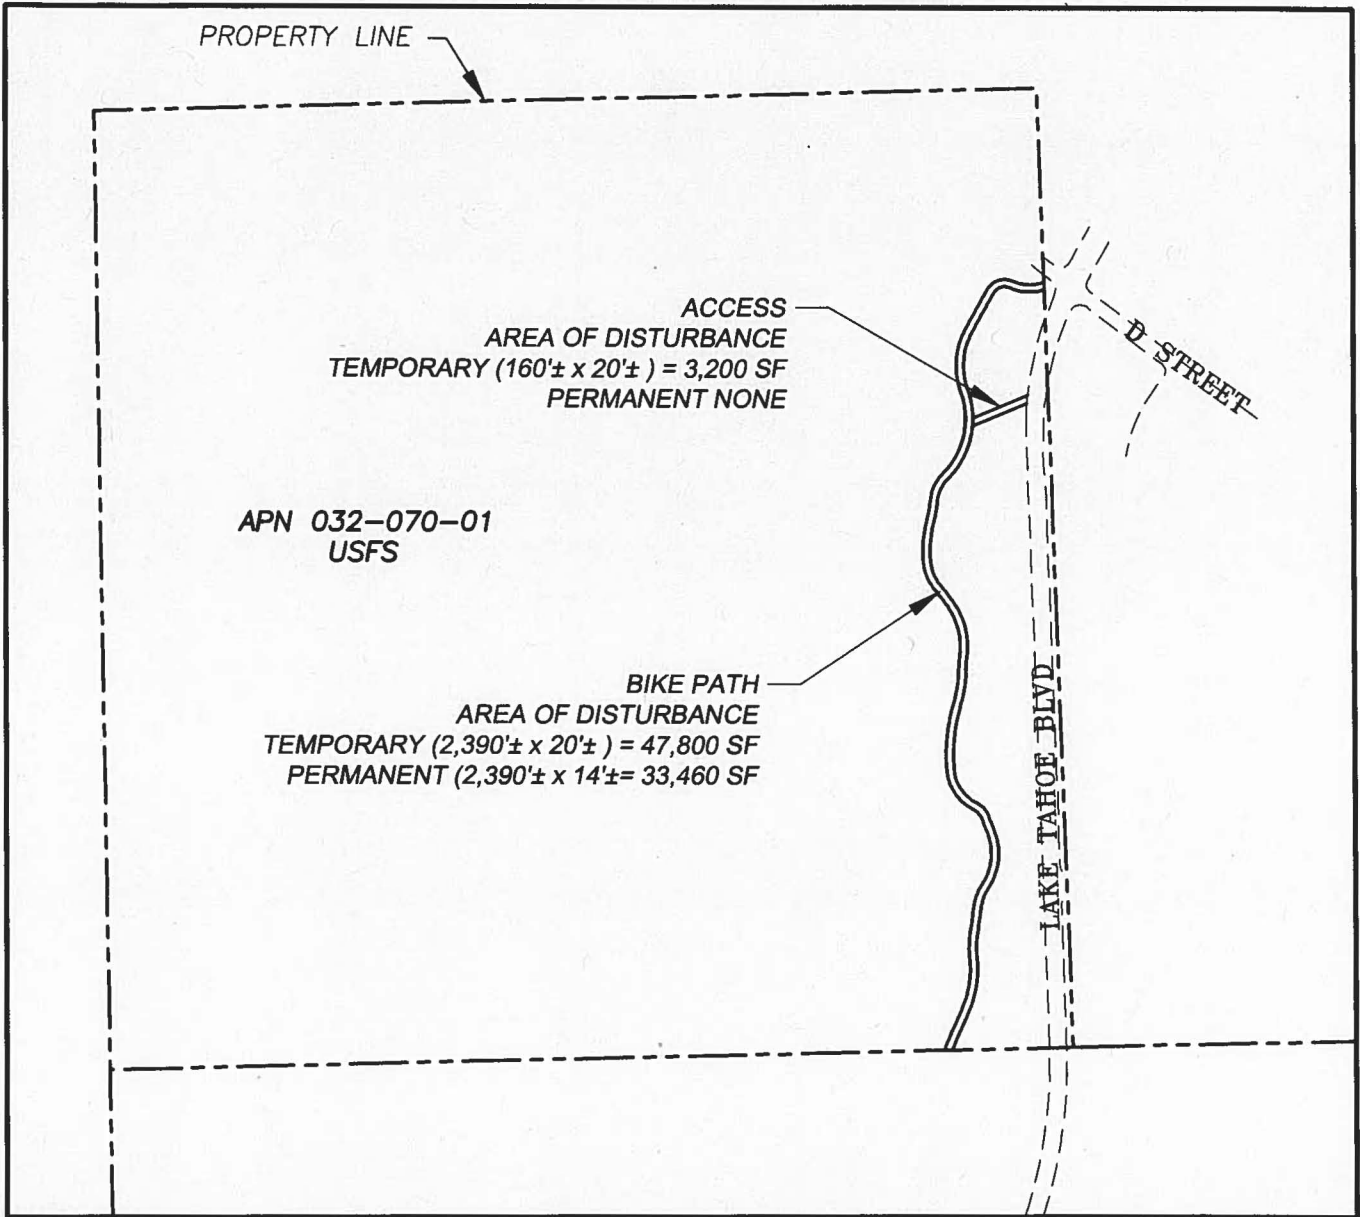 PROPERTY LINE
ACCESS
AREA OF DISTURBANCE
TEMPORARY (160'± x 20'± ) = 3,200 SF
PERMANENT NONE
D STREET
APN 032-070-01
USFS
BIKE PATH
AREA OF DISTURBANCE
TEMPORARY (2,390'± x 20'± ) = 47,800 SF
PERMANENT (2,390'± x 14'±= 33,460 SF
LAKE TAHOE BLVD